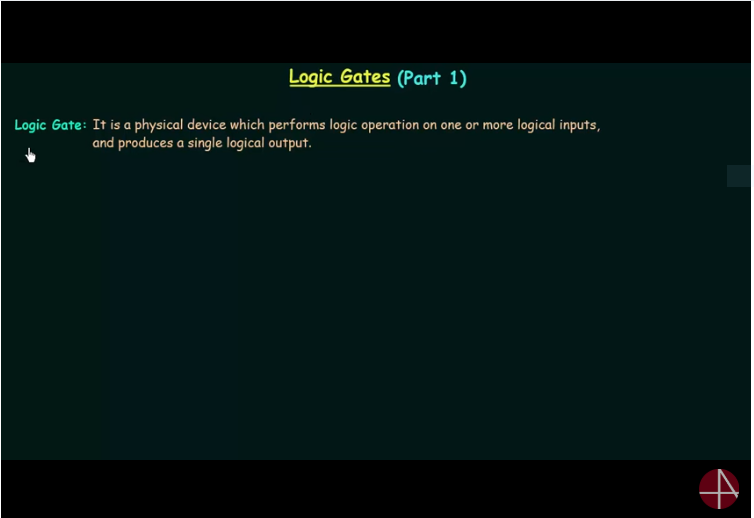 Logic Gates (Part 1)
Logic Gate: It is a physical device which performs logic operation on one or more logical inputs,
and produces a single logical output.